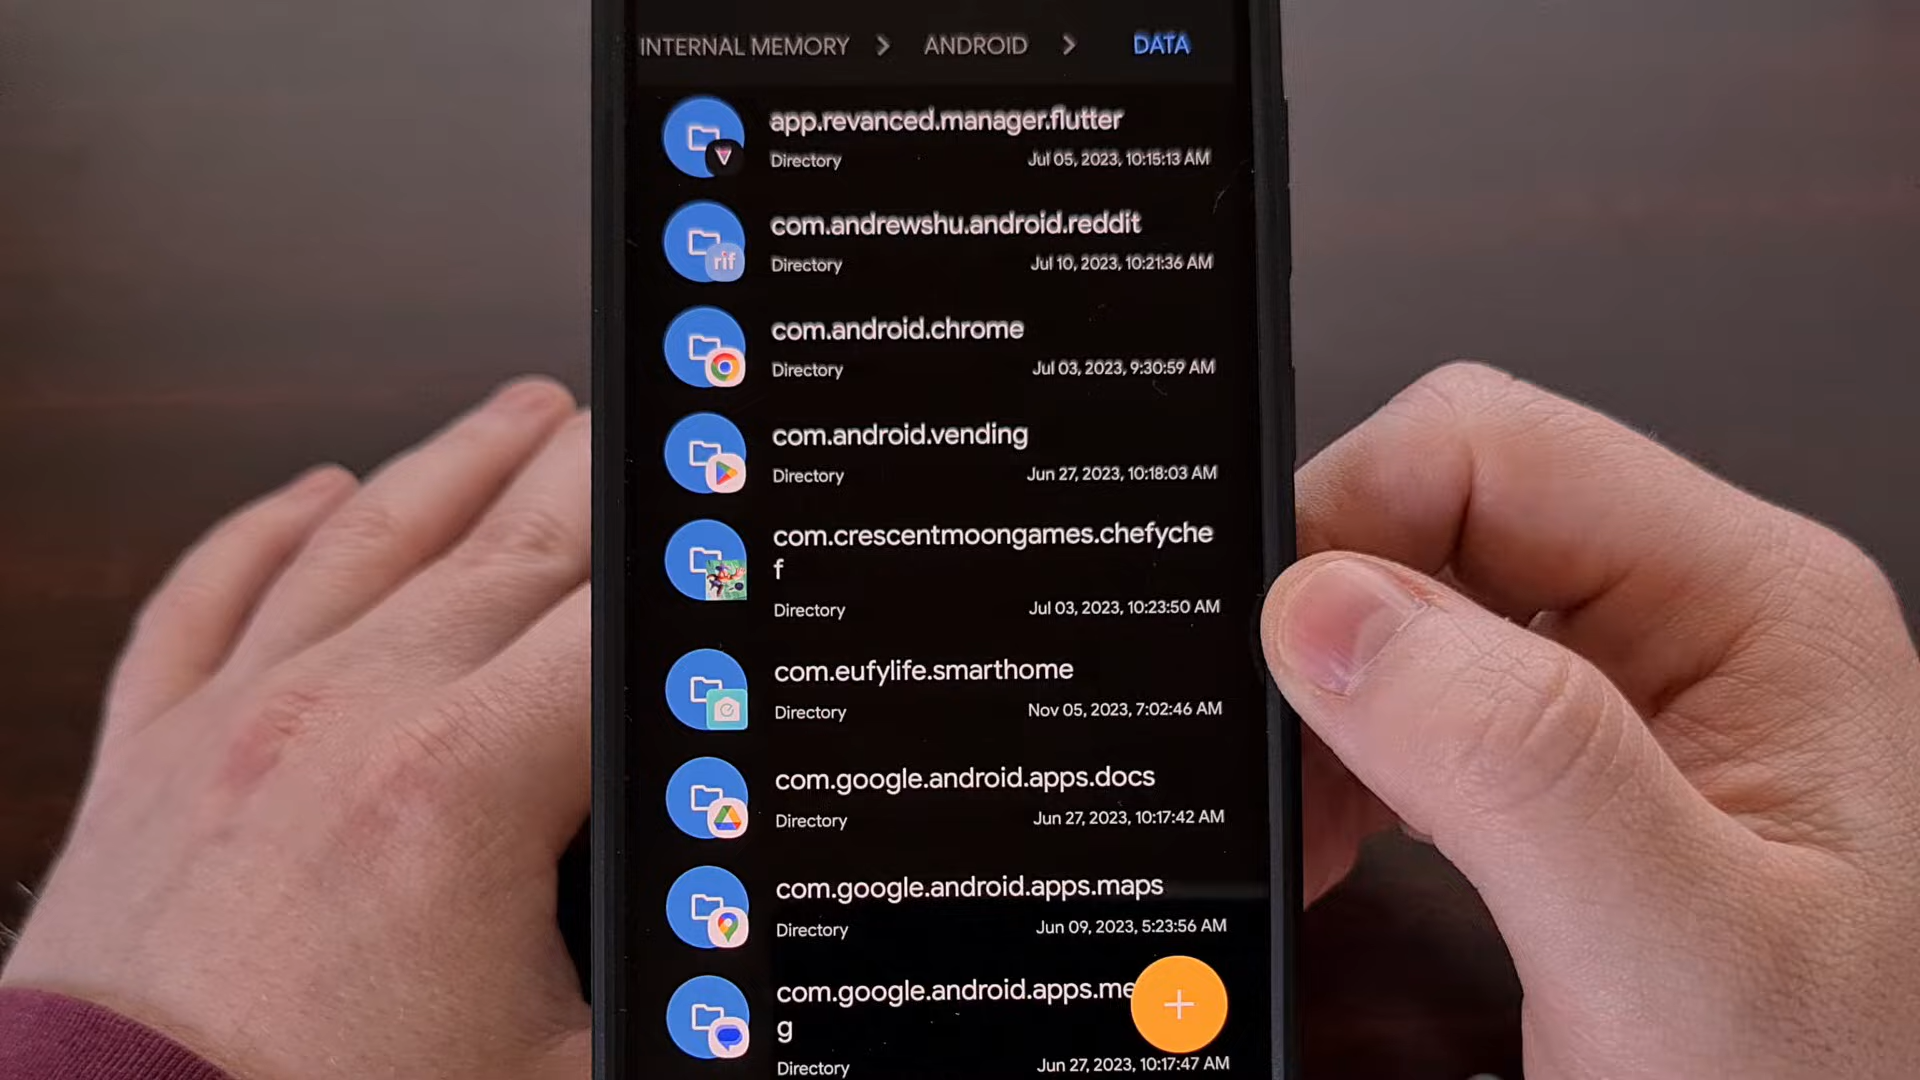 INTERNAL MEMORY > ANDROID > DATA
app.revanced.manager.flutter
Directory Jul 05, 2023, 10:15:13 AM
com.andrewshu.android.reddit
rif
Directory Jul 10, 2023, 10:21:36 AM
com.android.chrome
Directory Jul 03, 2023, 9:30:59 AM
com.android.vending
Directory Jun 27, 2023, 10:18:03 AM
com.crescentmoongames.chefyche
f
Directory Jul 03, 2023, 10:23:50 AM
com.eufylife.smarthome
Directory Nov 05, 2023, 7:02:46 AM
com.google.android.apps.docs
Directory Jun 27, 2023, 10:17:42 AM
com.google.android.apps.maps
Directory Jun 09, 2023, 5:23:56 AM
com.google.android.apps.me
g
Directory Jun 27, 2023, 10:17:47 AM